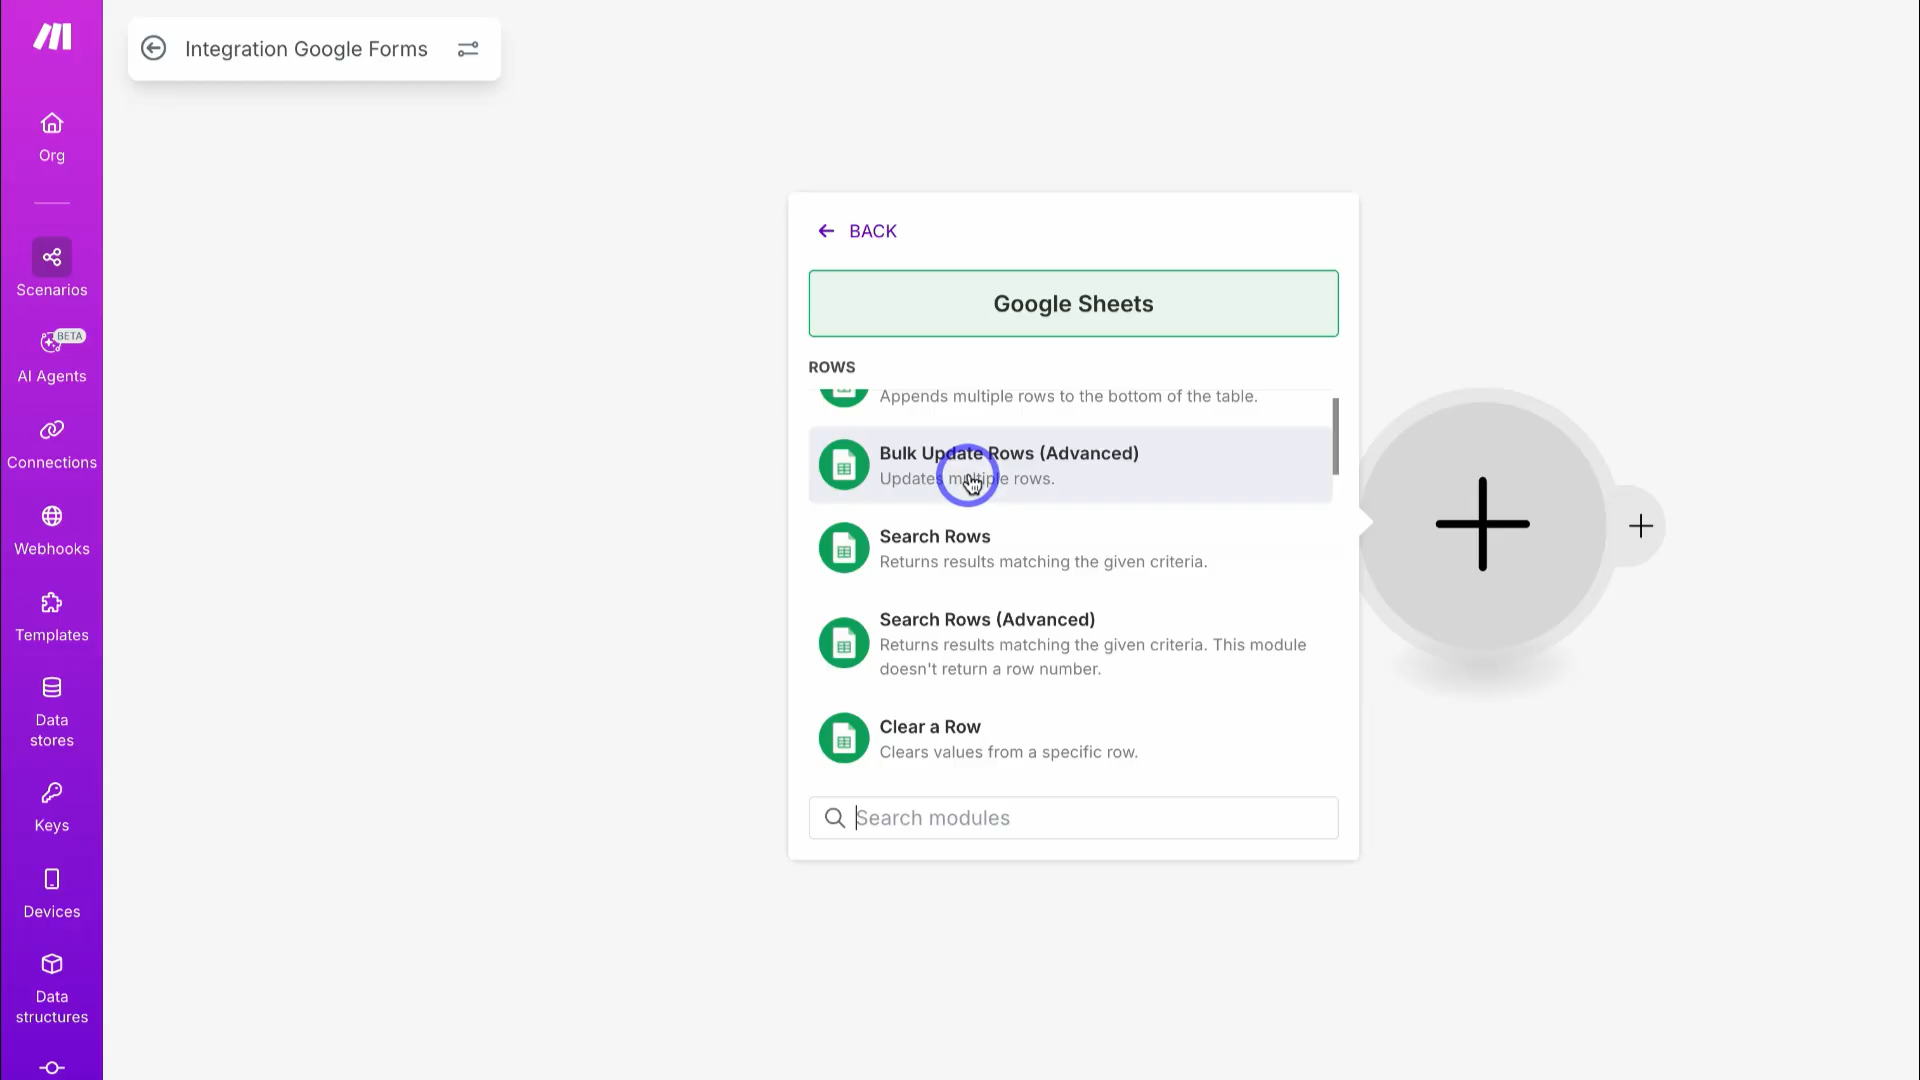 Integration Google Forms
Org
Scenarios
BETA
AI Agents
Connections
Webhooks
Templates
Data
stores
Keys
Devices
Data
structures
BACK
Google Sheets
ROWS
Appends multiple rows to the bottom of the table.
Bulk Update Rows (Advanced)
Updates multiple rows.
Search Rows
Returns results matching the given criteria.
Search Rows (Advanced)
Returns results matching the given criteria. This module
doesn't return a row number.
Clear a Row
Clears values from a specific row.
Search modules